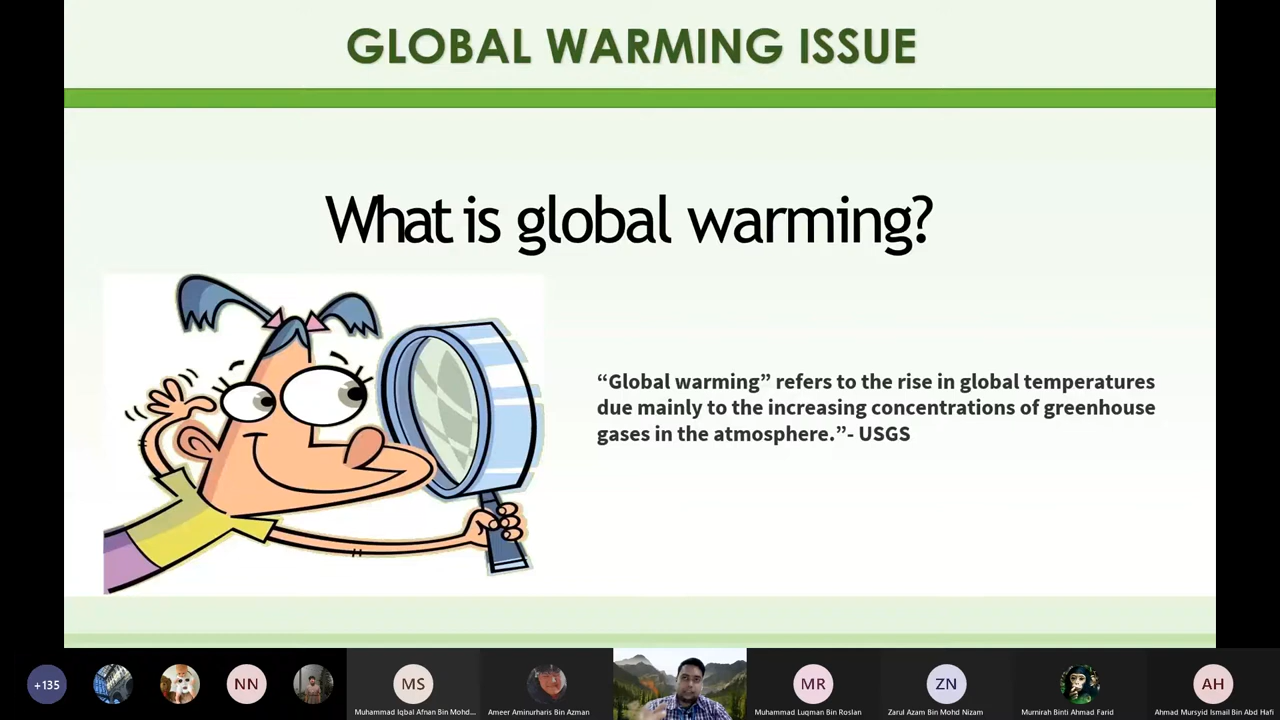 GLOBAL WARMING ISSUE
What is global warming?
“Global warming” refers to the rise in global temperatures
due mainly to the increasing concentrations of greenhouse
gases in the atmosphere.”- USGS
+135
NN
MS
MR
ZN
AH
Muhammad Iqbal Afnan Bin Mohd...
Ameer Aminurharis Bin Azman
Muhammad Luqman Bin Roslan
Zarul Azam Bin Mohd Nizam
Murnirah Binti Ahmad Farid
Ahmad Mursyid Ismail Bin Abd Hafi